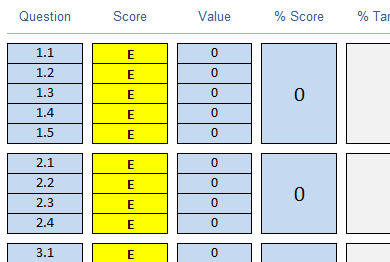 Question Score Value % Score % Tar
1.1 E 0
1.2 E 0
1.3 E 0 0
1.4 E 0
1.5 E 0
2.1 E 0
2.2 E 0
0
2.3 E 0
2.4 E 0
3.1 E 0